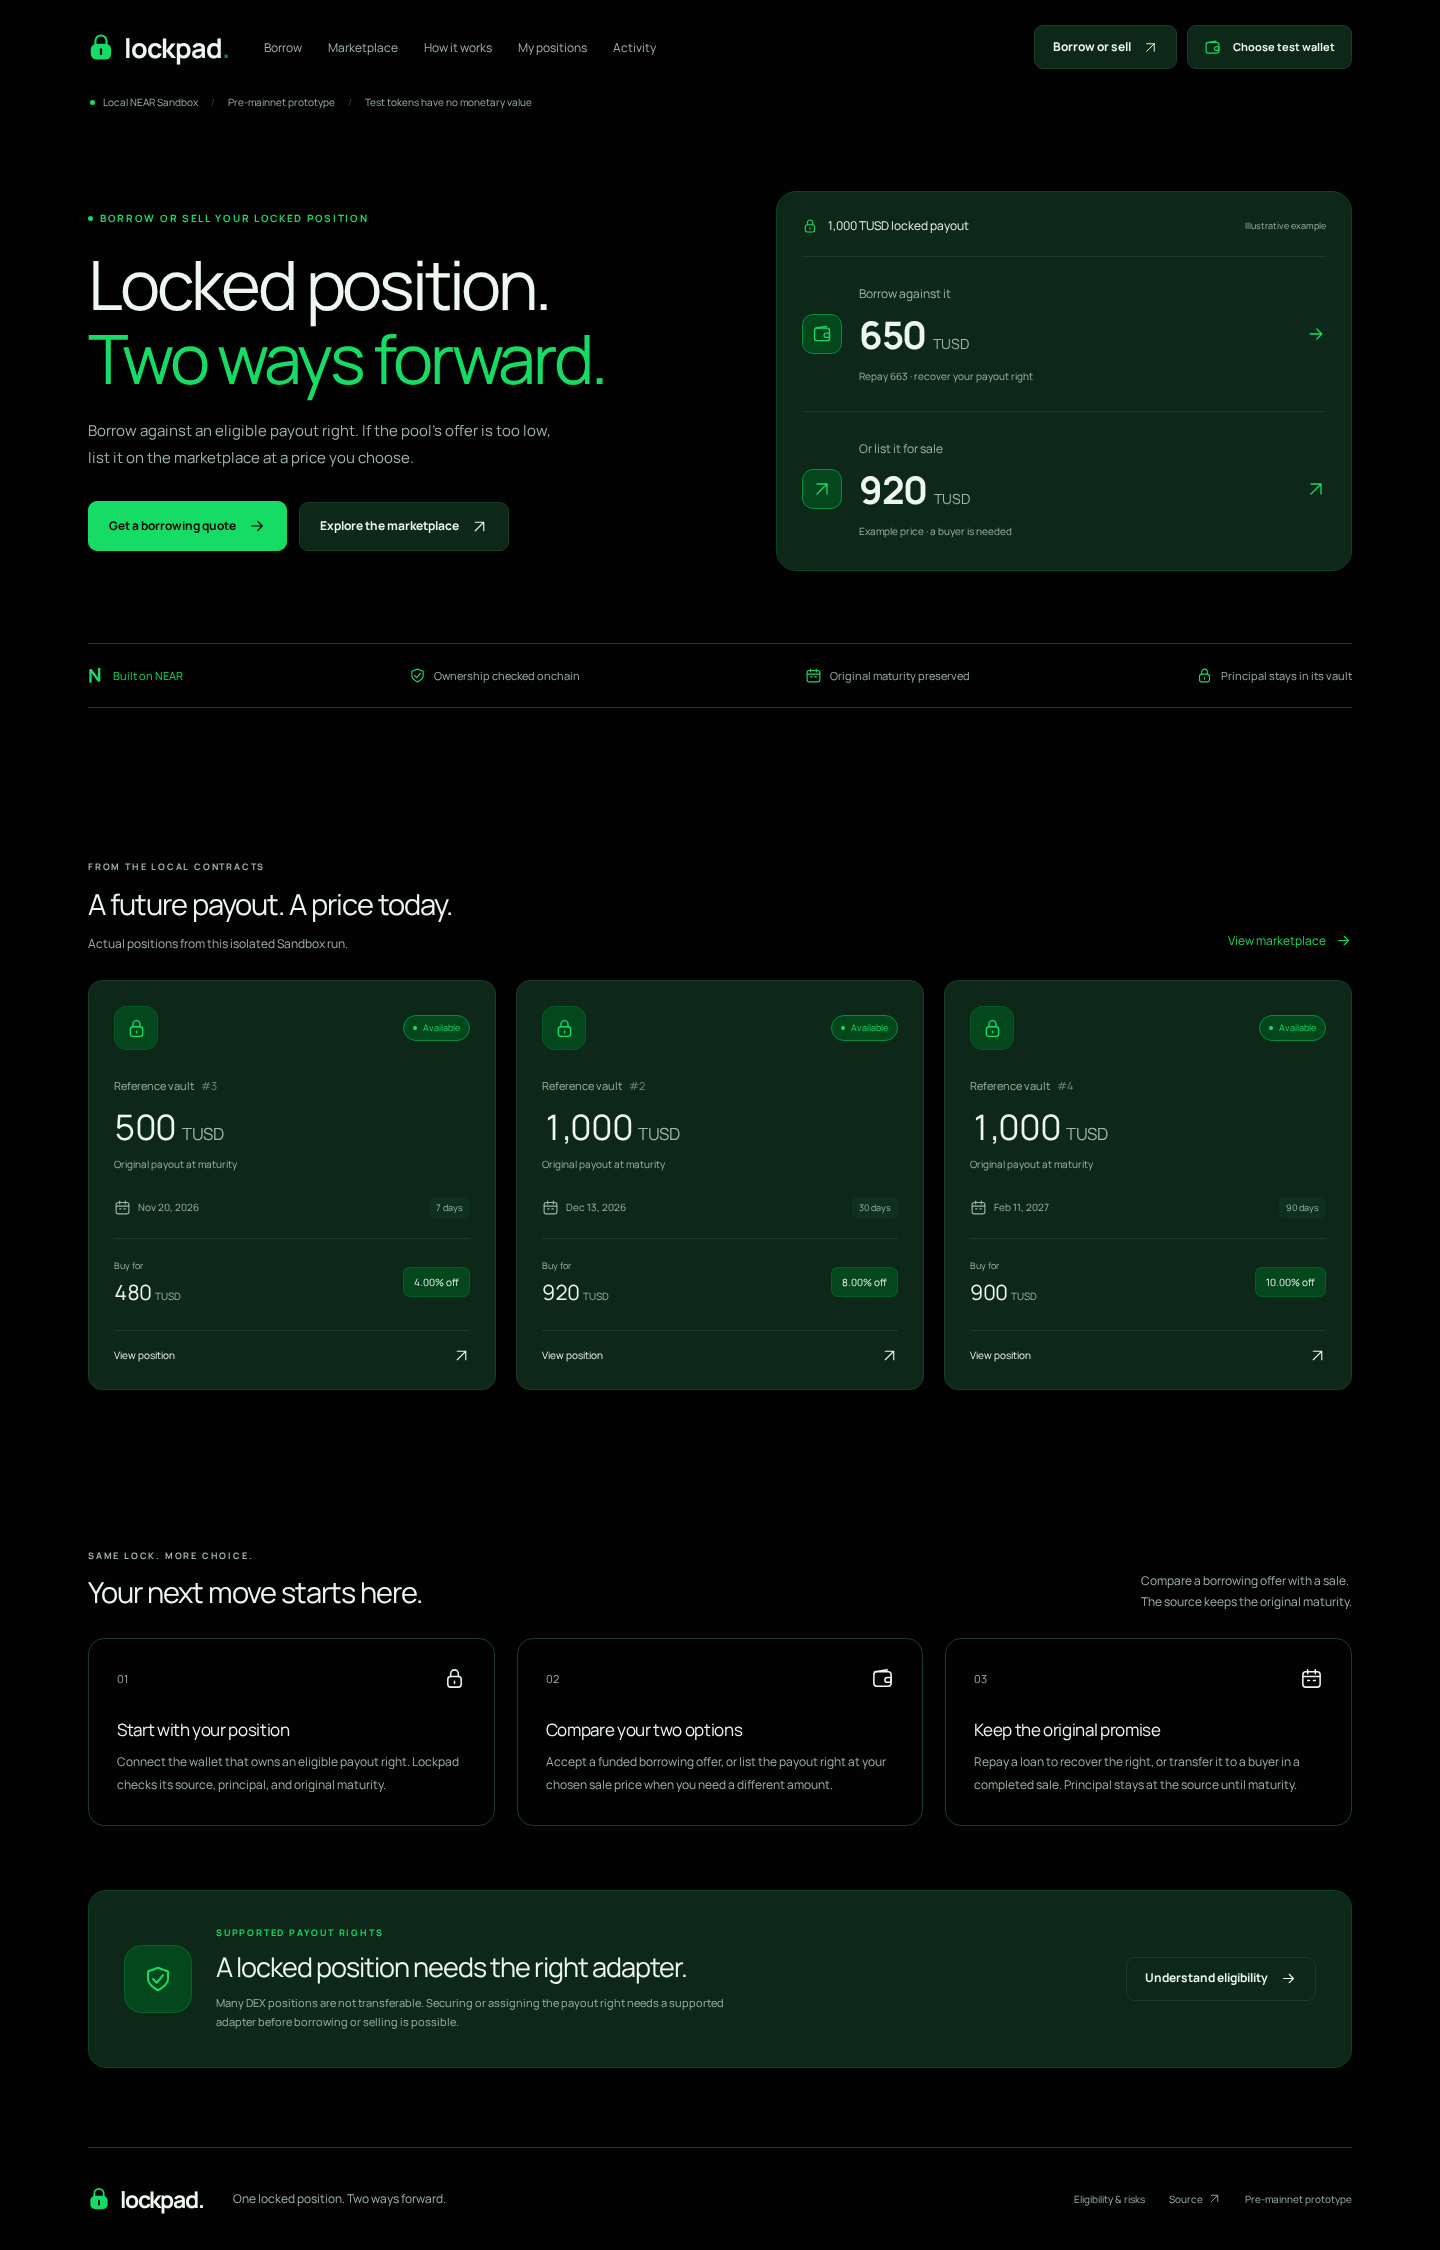 lockpad.
Borrow
Marketplace
How it works
My positions
Activity
Borrow or sell
Choose test wallet
Local NEAR Sandbox / Pre-mainnet prototype / Test tokens have no monetary value
BORROW OR SELL YOUR LOCKED POSITION
Locked position.
Two ways forward.
Borrow against an eligible payout right. If the pool's offer is too low,
list it on the marketplace at a price you choose.
Get a borrowing quote
Explore the marketplace
1,000 TUSD locked payout
Illustrative example
Borrow against it
650 TUSD
Repay 663 · recover your payout right
Or list it for sale
920 TUSD
Example price · a buyer is needed
N Built on NEAR
Ownership checked onchain
Original maturity preserved
Principal stays in its vault
FROM THE LOCAL CONTRACTS
A future payout. A price today.
Actual positions from this isolated Sandbox run.
View marketplace
Available
Reference vault #3
500 TUSD
Original payout at maturity
Nov 20, 2026
7 days
Buy for
480 TUSD
4.00% off
View position
Available
Reference vault #2
1,000 TUSD
Original payout at maturity
Dec 13, 2026
30 days
Buy for
920 TUSD
8.00% off
View position
Available
Reference vault #4
1,000 TUSD
Original payout at maturity
Feb 11, 2027
90 days
Buy for
900 TUSD
10.00% off
View position
SAME LOCK. MORE CHOICE.
Your next move starts here.
Compare a borrowing offer with a sale.
The source keeps the original maturity.
01
Start with your position
Connect the wallet that owns an eligible payout right. Lockpad
checks its source, principal, and original maturity.
02
Compare your two options
Accept a funded borrowing offer, or list the payout right at your
chosen sale price when you need a different amount.
03
Keep the original promise
Repay a loan to recover the right, or transfer it to a buyer in a
completed sale. Principal stays at the source until maturity.
SUPPORTED PAYOUT RIGHTS
A locked position needs the right adapter.
Many DEX positions are not transferable. Securing or assigning the payout right needs a supported
adapter before borrowing or selling is possible.
Understand eligibility
lockpad.
One locked position. Two ways forward.
Eligibility & risks
Source
Pre-mainnet prototype